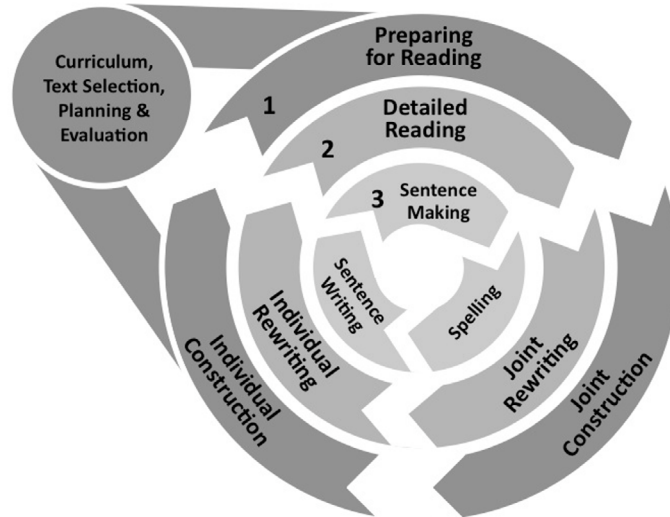 Curriculum,
Text Selection,
Planning &
Evaluation
1
Preparing
for Reading
2
Detailed
Reading
3
Sentence
Making
Spelling
Sentence
Writing
Joint
Rewriting
Individual
Rewriting
Joint
Construction
Individual
Construction